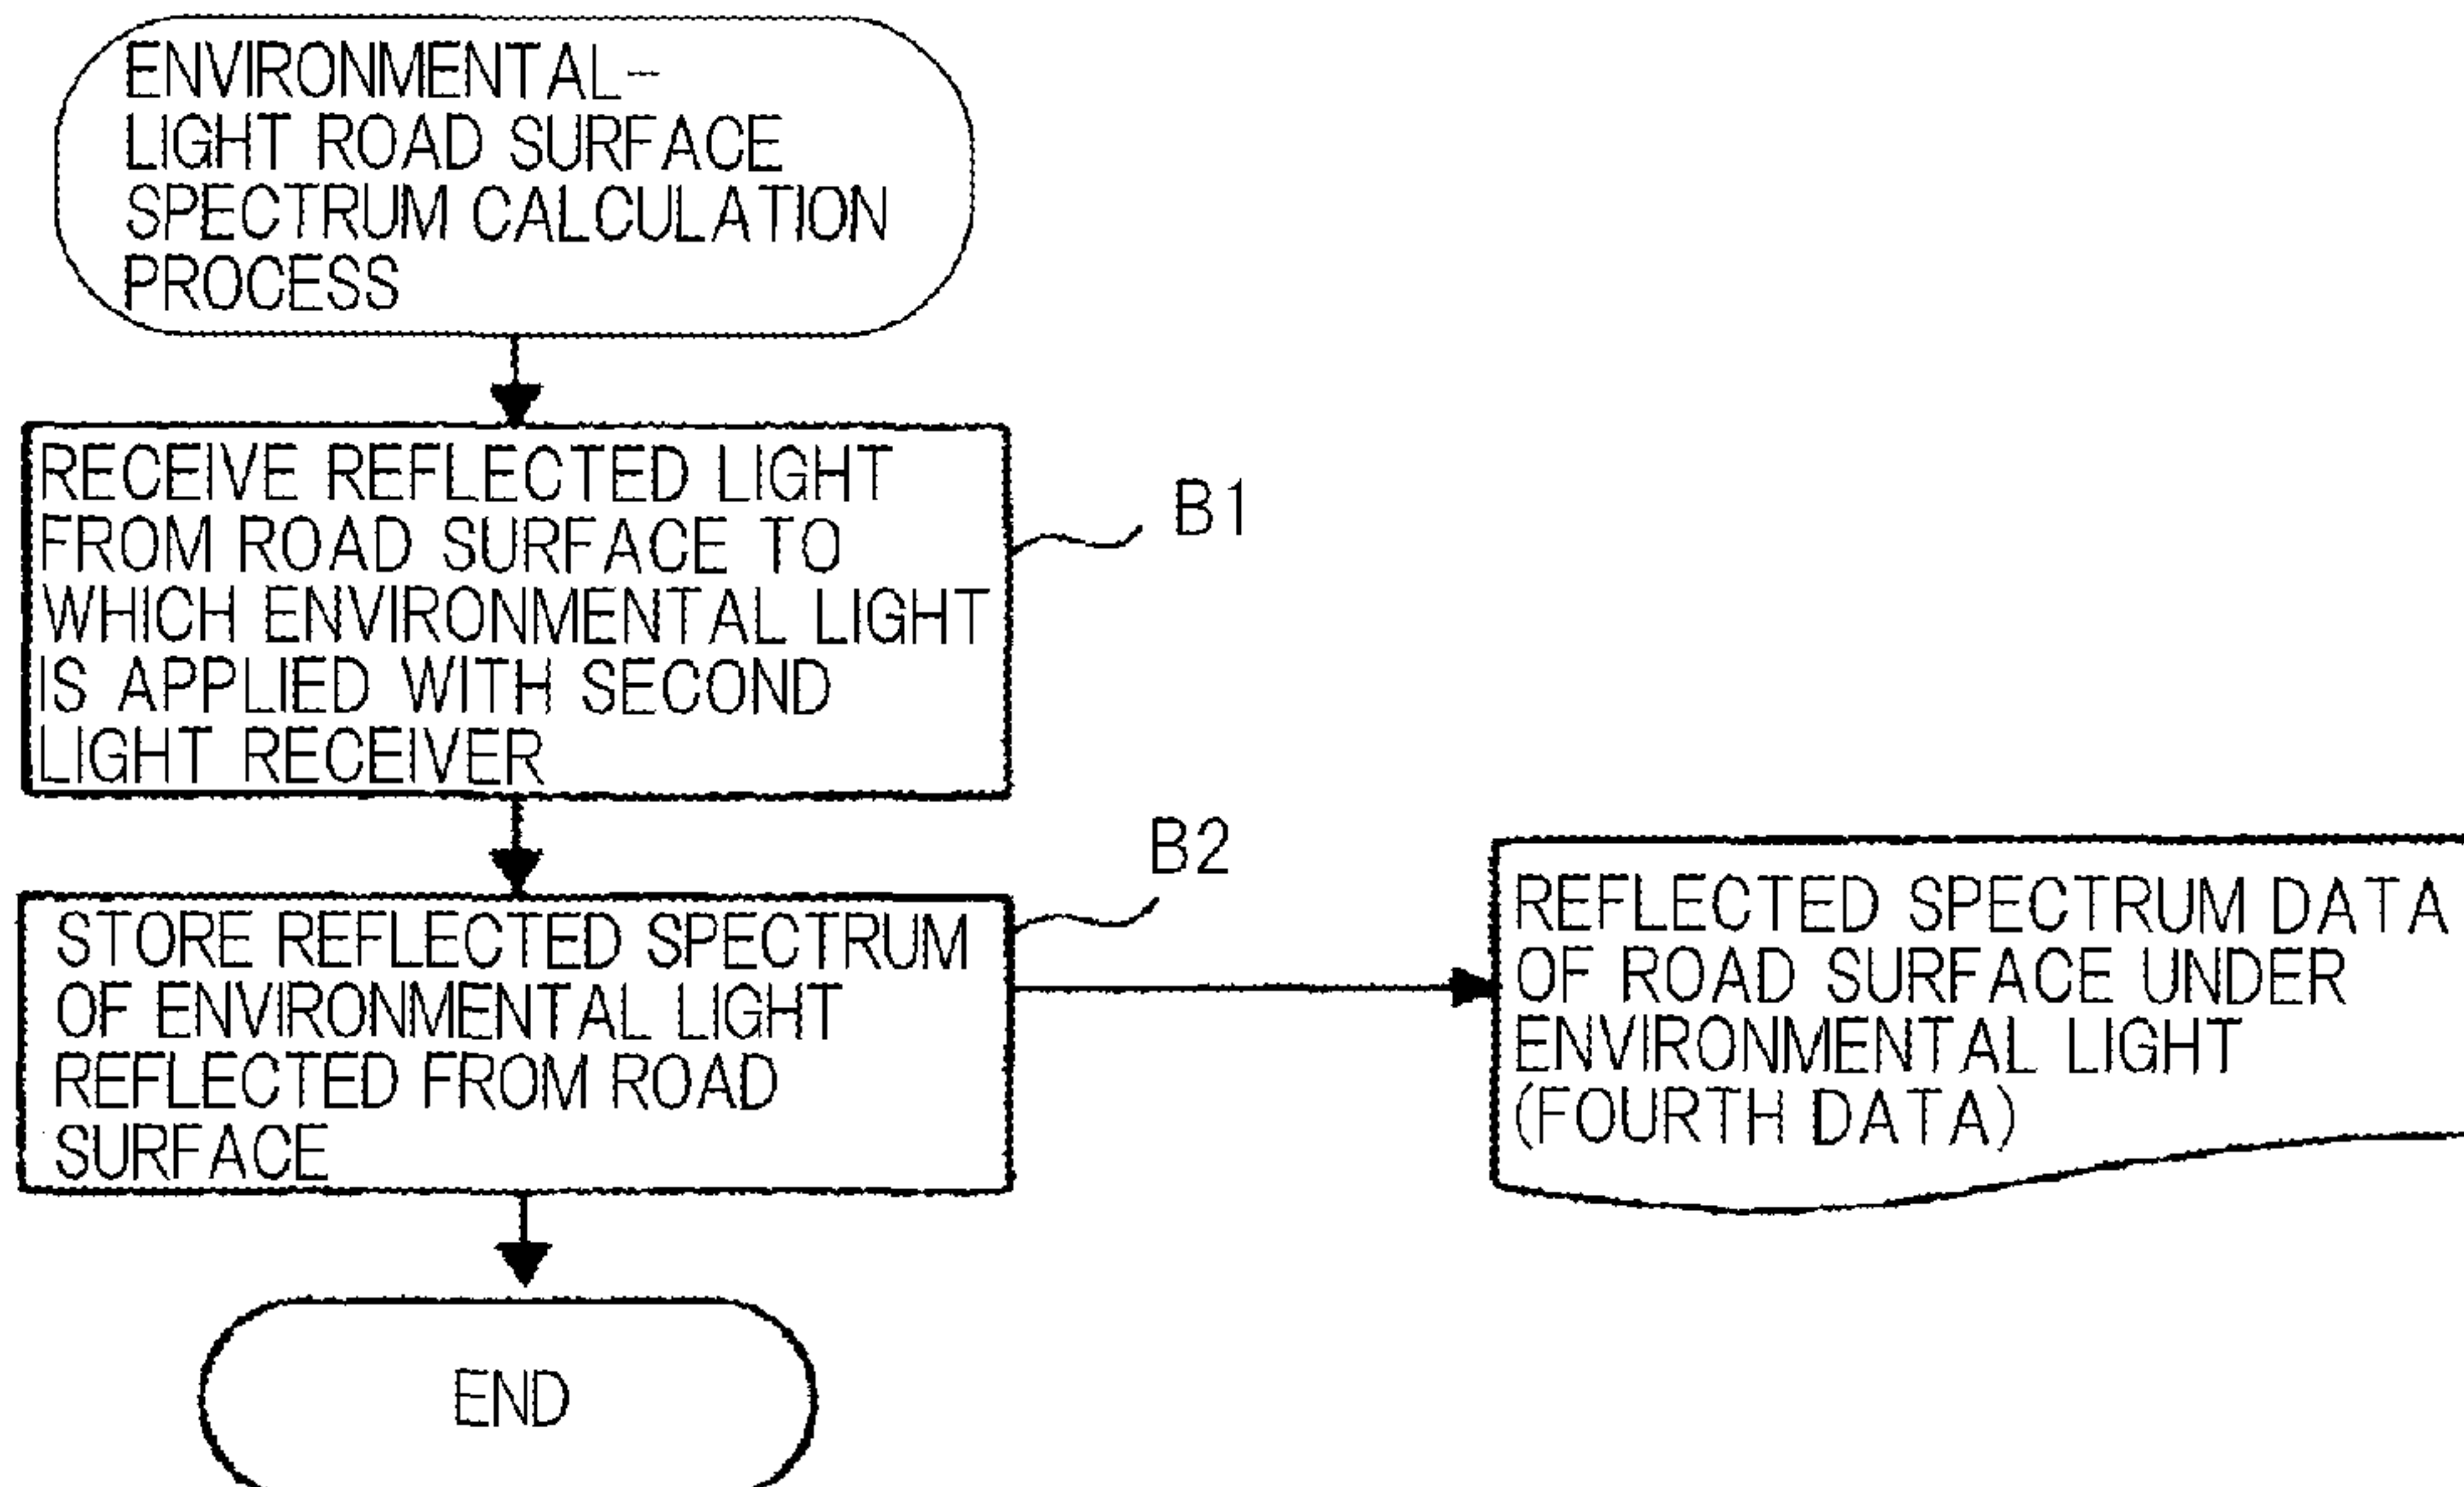 ENVIRONMENTAL-
LIGHT ROAD SURFACE
SPECTRUM CALCULATION
PROCESS
RECEIVE REFLECTED LIGHT
FROM ROAD SURFACE TO
WHICH ENVIRONMENTAL LIGHT
IS APPLIED WITH SECOND
LIGHT RECEIVER
B1
B2
STORE REFLECTED SPECTRUM
OF ENVIRONMENTAL LIGHT
REFLECTED FROM ROAD
SURFACE
REFLECTED SPECTRUM DATA
OF ROAD SURFACE UNDER
ENVIRONMENTAL LIGHT
(FOURTH DATA)
END